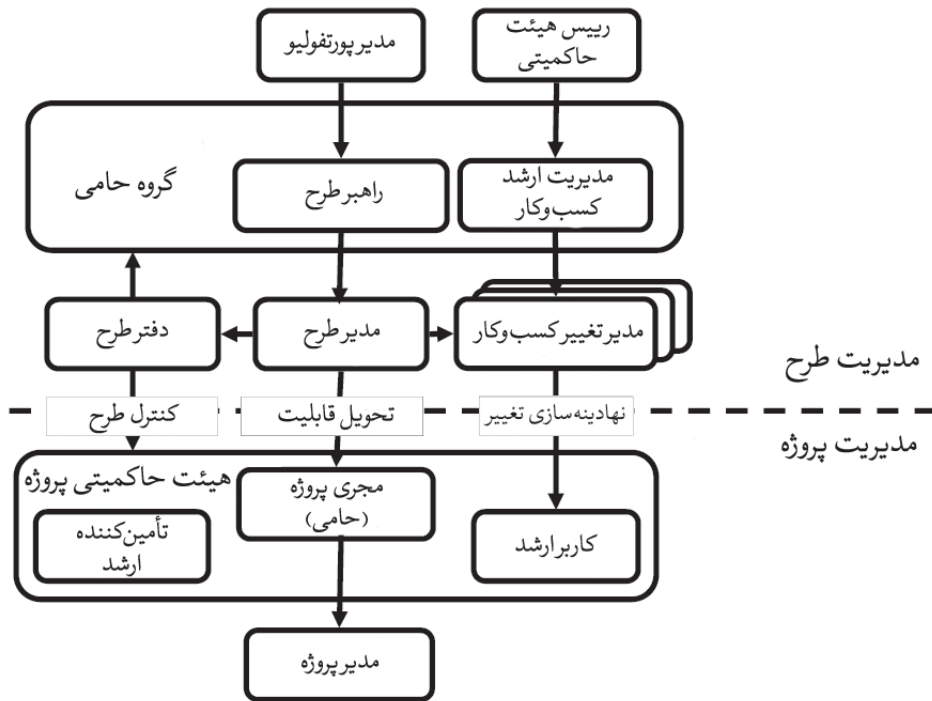 رییس هیئت
حاکمیتی
مدیر پورتفولیو
گروه حامی
مدیریت ارشد
کسب‌وکار
راهبر طرح
مدیر تغییر کسب‌وکار
مدیر طرح
دفتر طرح
مدیریت طرح
نهادینه‌سازی تغییر
تحویل قابلیت
کنترل طرح
مدیریت پروژه
هیئت حاکمیتی پروژه
مجری پروژه
(حامی)
کاربر ارشد
تأمین‌کننده
ارشد
مدیر پروژه